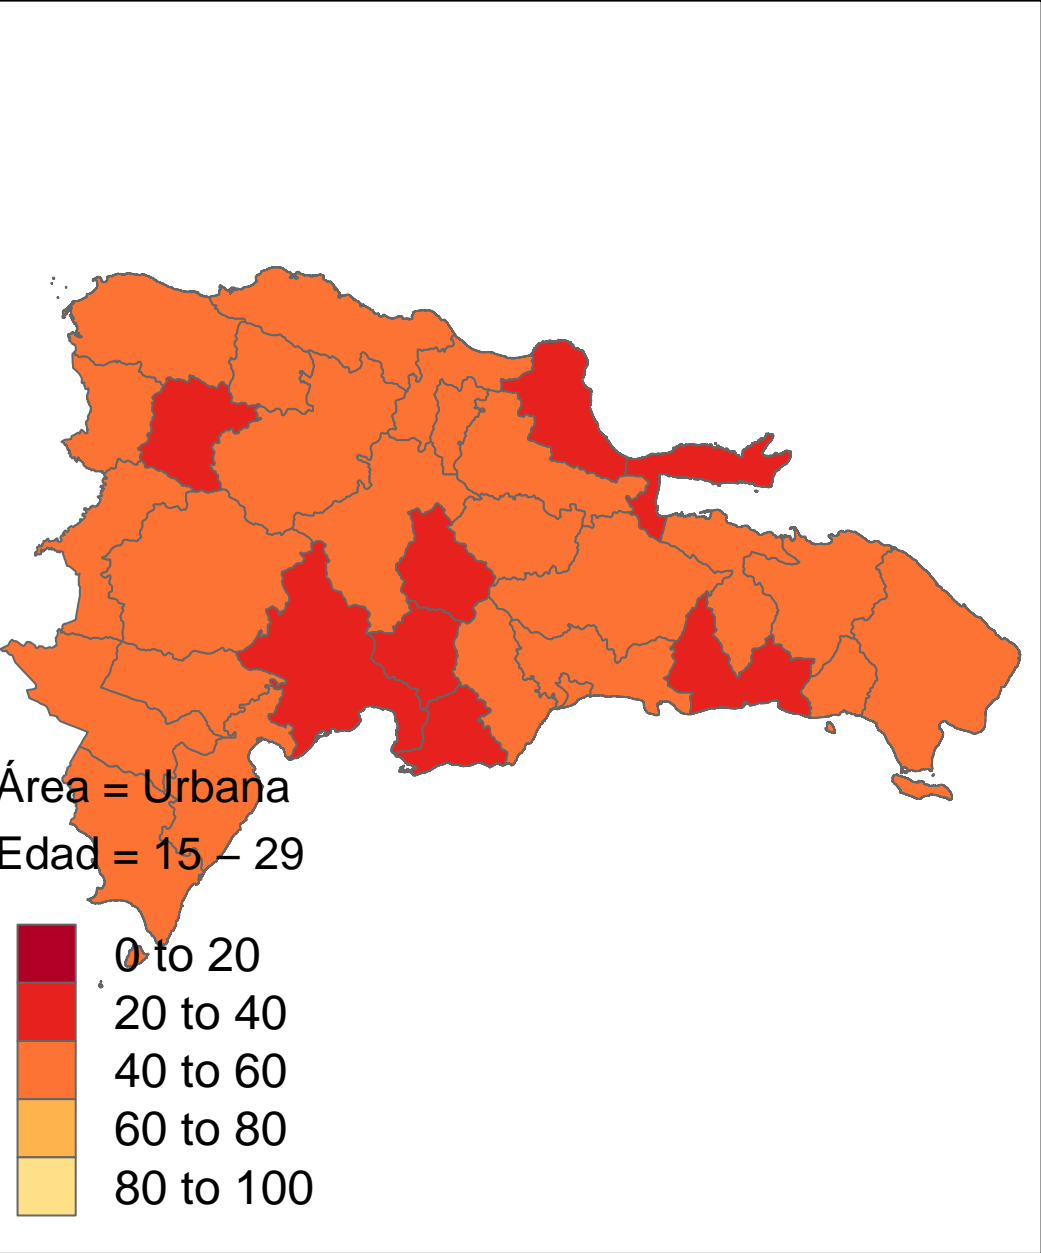 Área = Urbana
Edad = 15 – 29
0 to 20
20 to 40
40 to 60
60 to 80
80 to 100